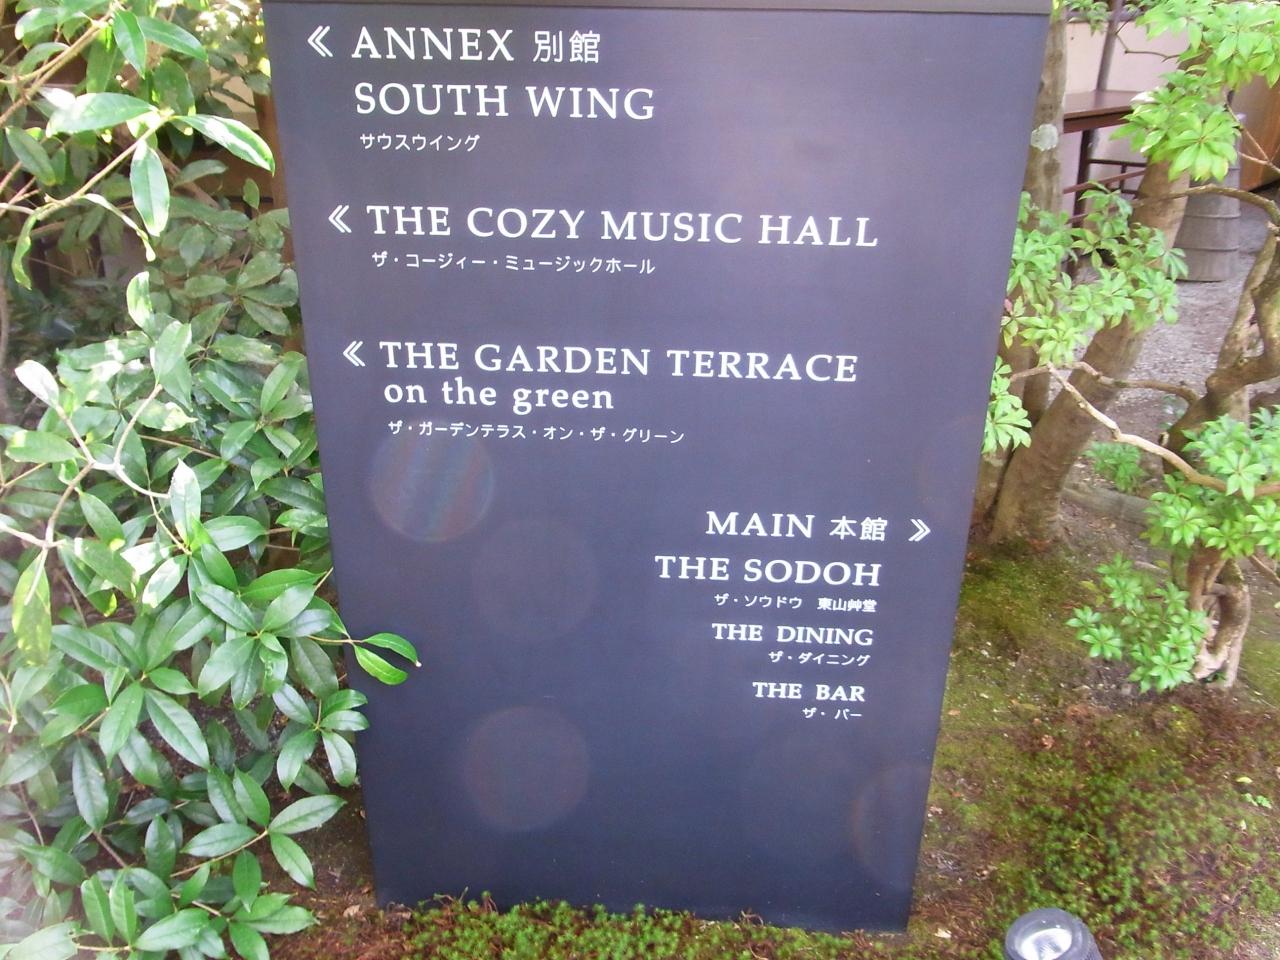 « ANNEX 別館
SOUTH WING
サウスウイング
« THE COZY MUSIC HALL
ザ・コージィー・ミュージックホール
« THE GARDEN TERRACE
on the green
ザ・ガーデンテラス・オン・ザ・グリーン
MAIN 本館 »
THE SODOH
ザ・ソウドウ 東山艸堂
THE DINING
ザ・ダイニング
THE BAR
ザ・バー